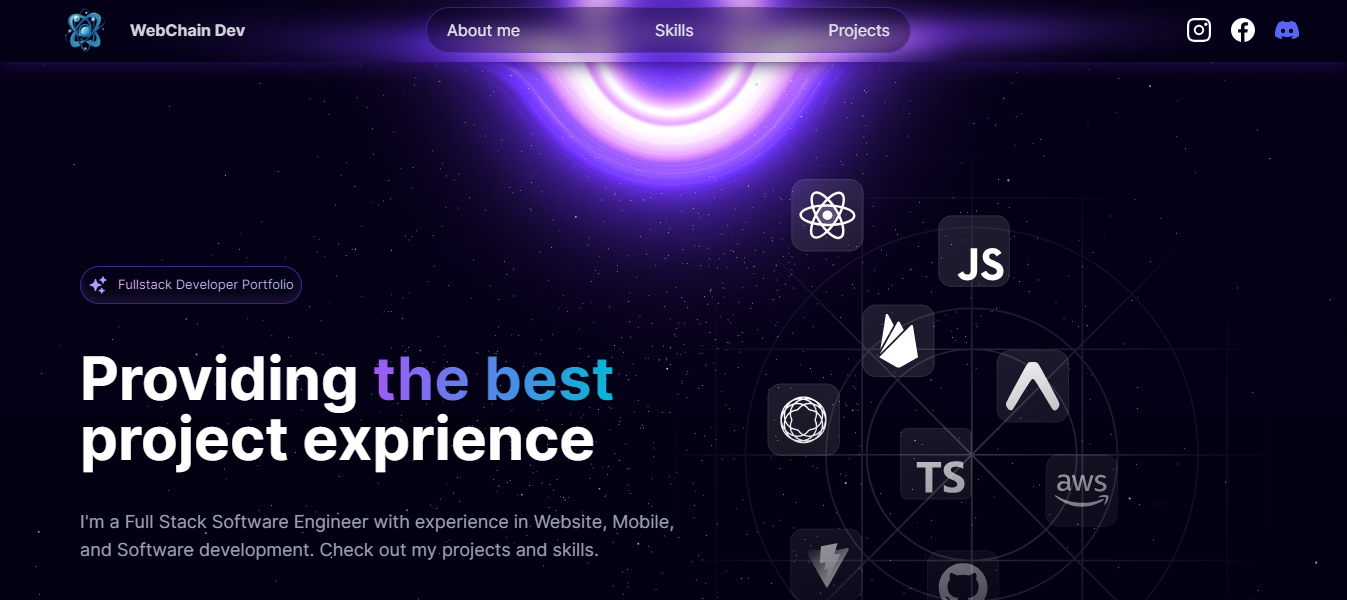 WebChain Dev
About me
Skills
Projects
Fullstack Developer Portfolio
Providing the best
project exprience
I'm a Full Stack Software Engineer with experience in Website, Mobile,
and Software development. Check out my projects and skills.
JS
TS
aws